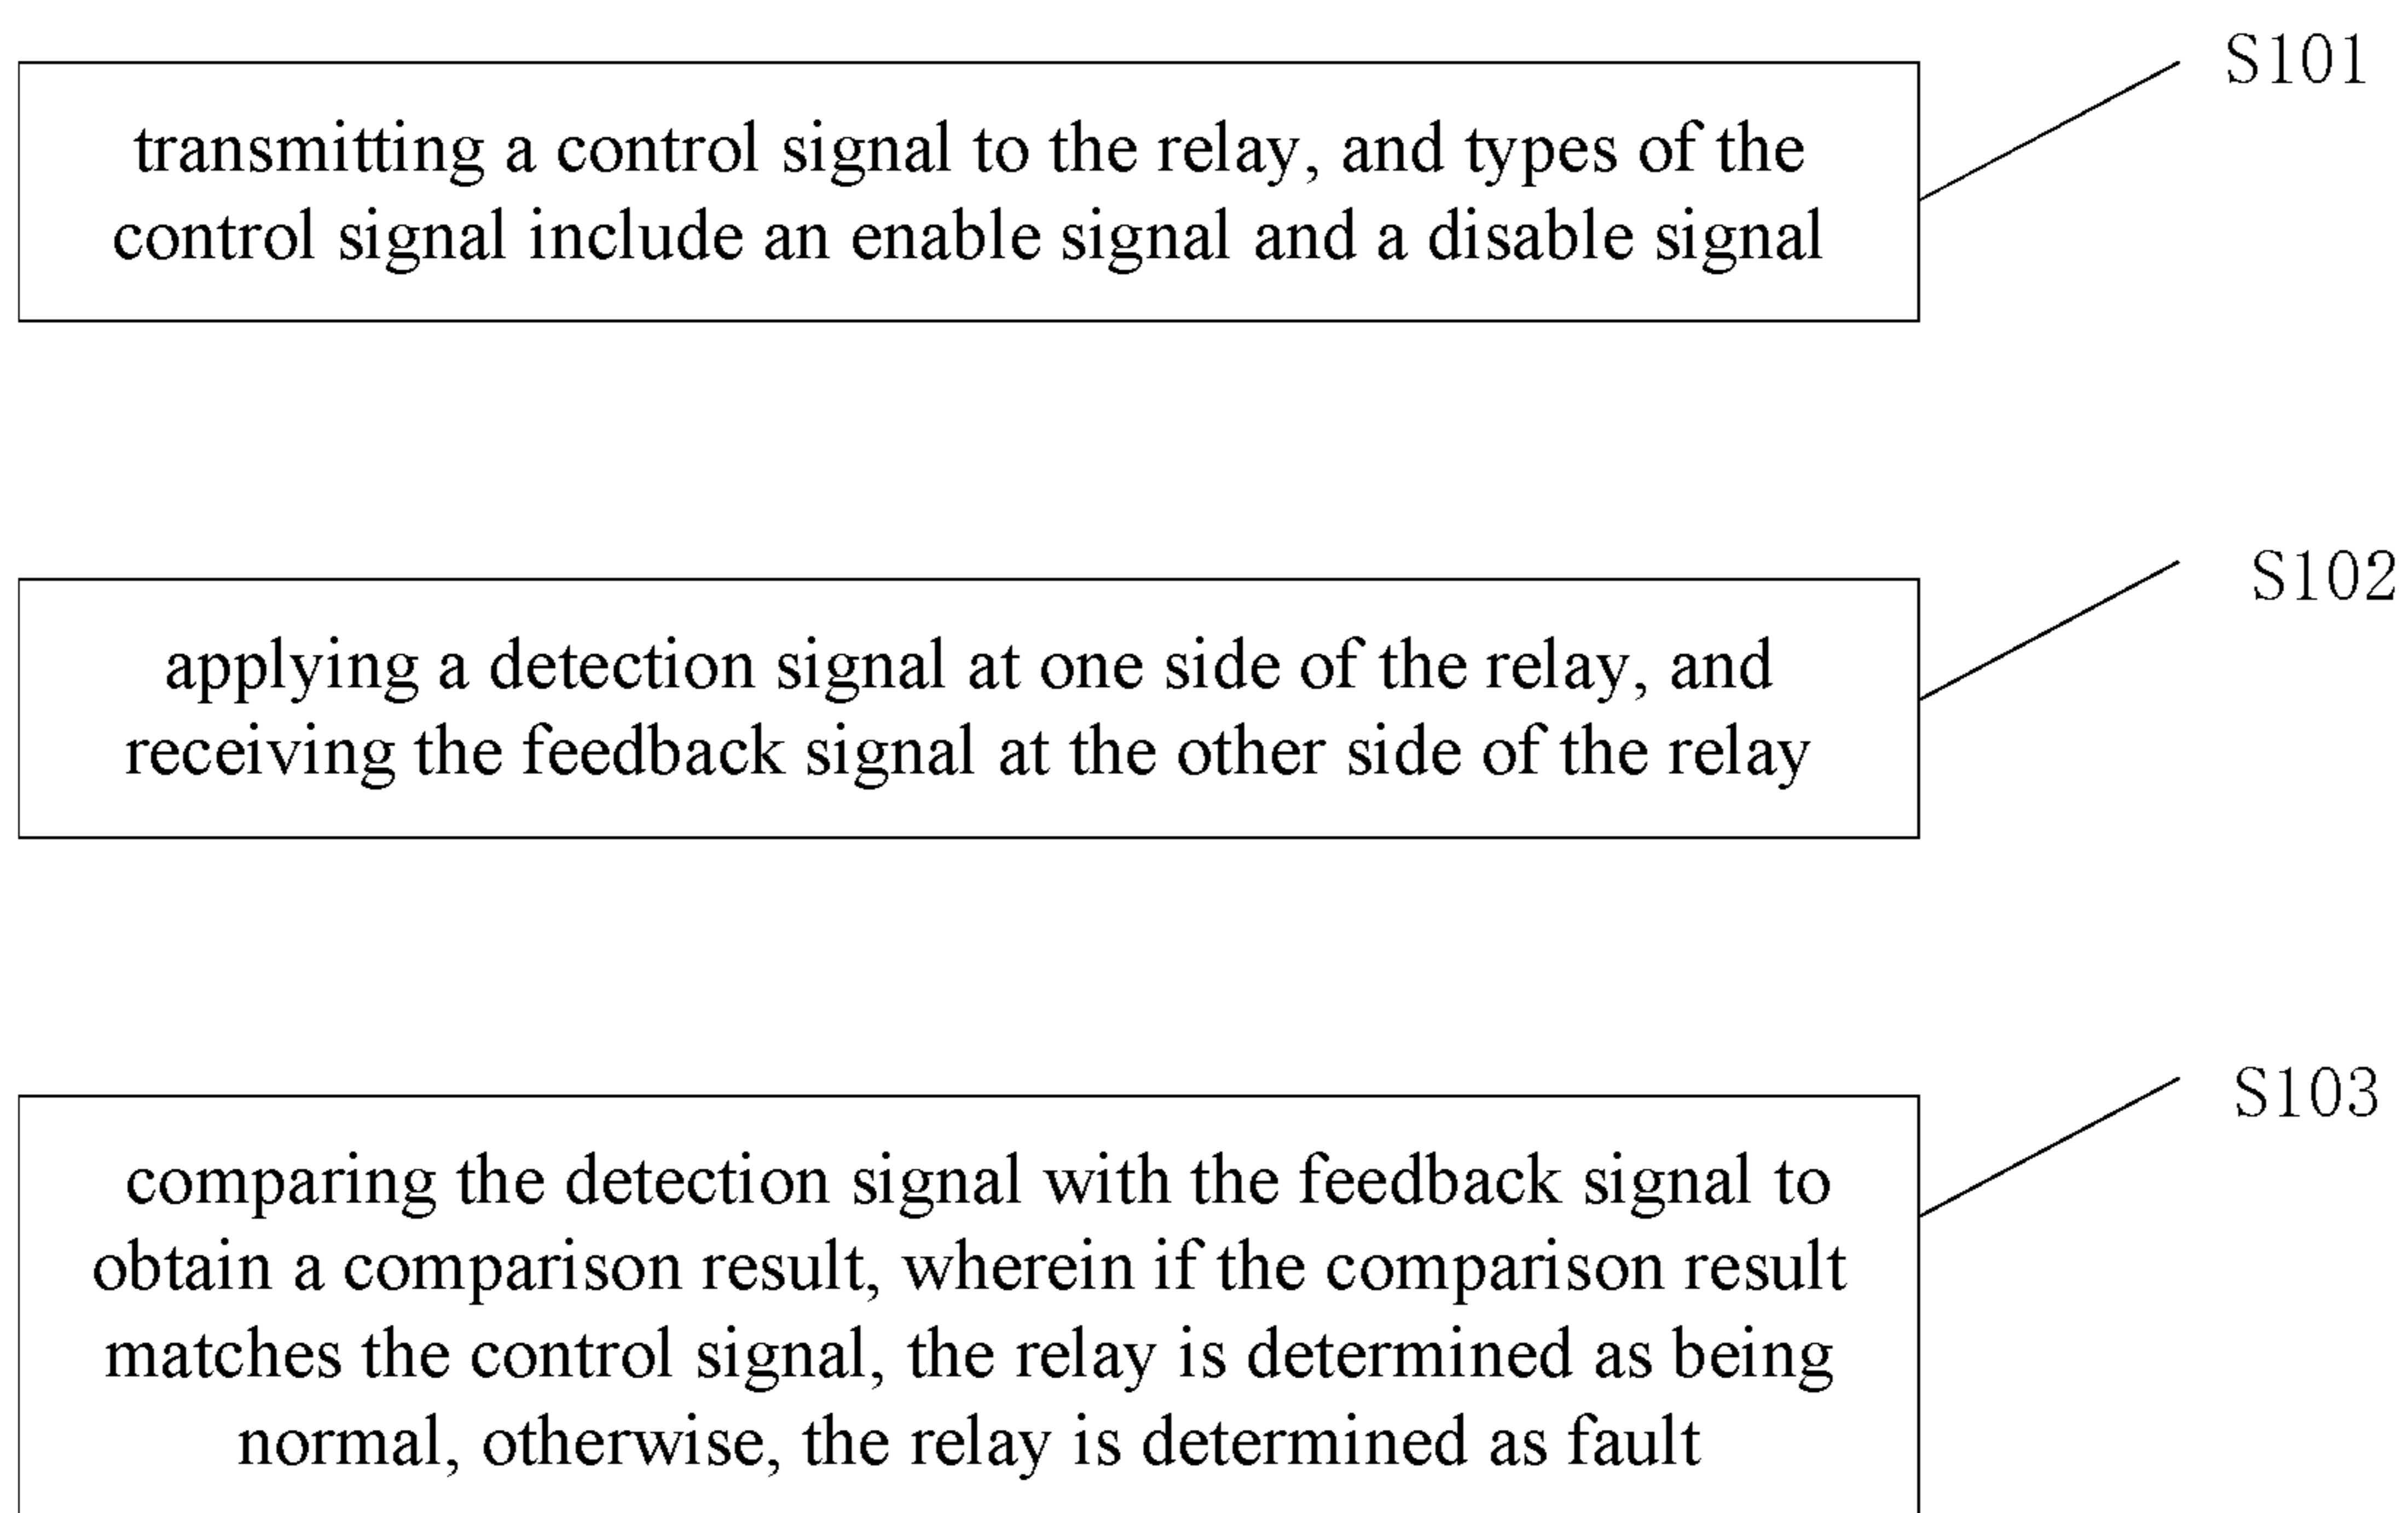 S101
transmitting a control signal to the relay, and types of the
control signal include an enable signal and a disable signal
S102
applying a detection signal at one side of the relay, and
receiving the feedback signal at the other side of the relay
S103
comparing the detection signal with the feedback signal to
obtain a comparison result, wherein if the comparison result
matches the control signal, the relay is determined as being
normal, otherwise, the relay is determined as fault